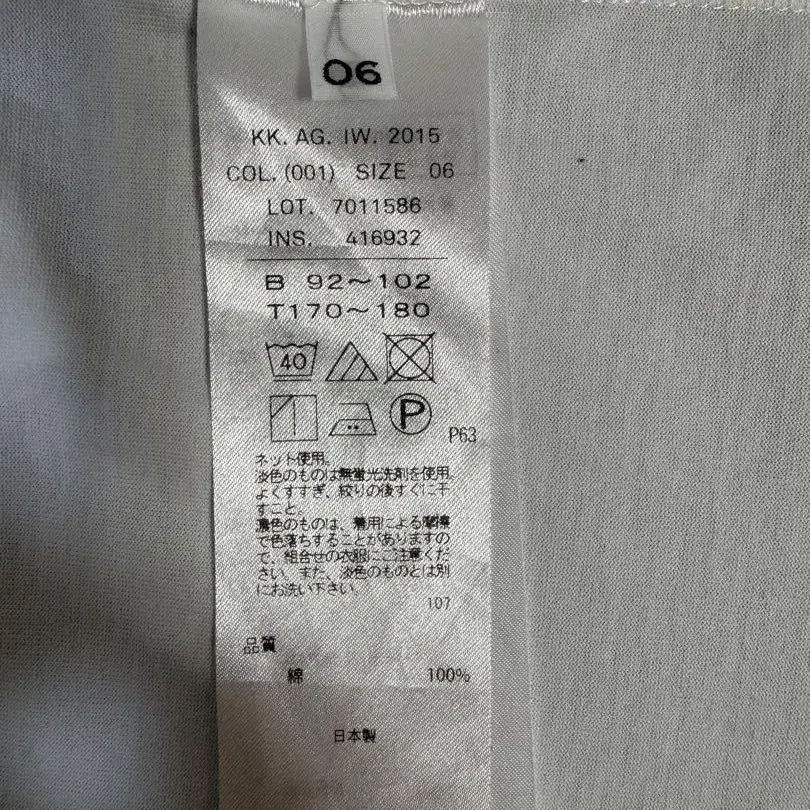 06
KK. AG. IW. 2015
COL. (001) SIZE 06
LOT. 7011586
INS. 416932
B 92〜102
T170〜180
40
P
P63
ネット使用。
淡色のものは無蛍光洗剤を使用。
よくすすぎ、絞りの後すぐに干
すこと。
濃色のものは、着用による摩擦
で色落ちすることがありますの
で、組合せの衣服にご注意くだ
さい。また、淡色のものとは別
にお洗い下さい。
107
品質
綿 100%
日本製